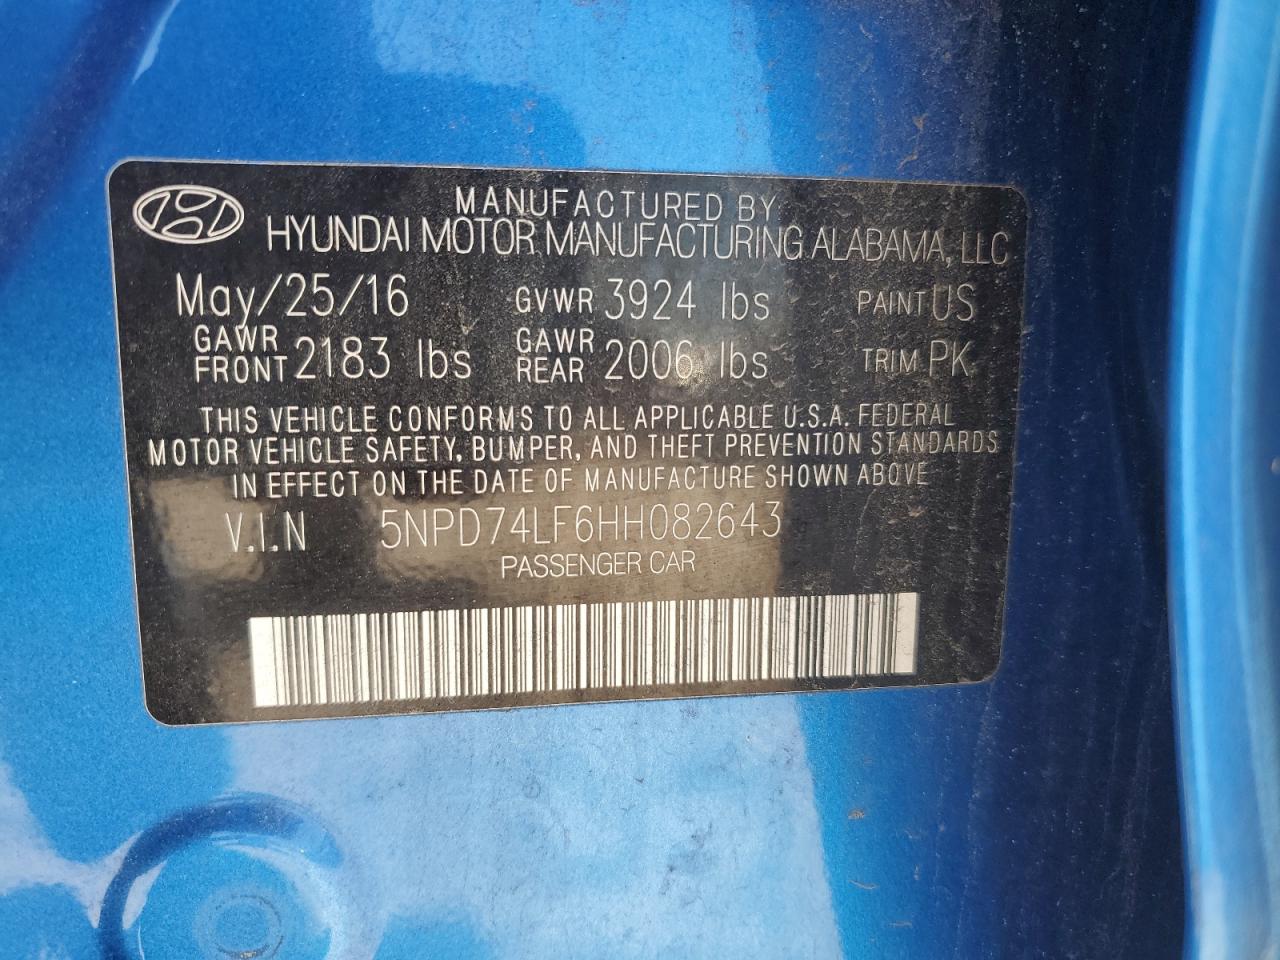 MANUFACTURED BY
HYUNDAI MOTOR MANUFACTURING ALABAMA, LLC
May/25/16 GVWR 3924 lbs PAINT US
GAWR FRONT 2183 lbs GAWR REAR 2006 lbs TRIM PK
THIS VEHICLE CONFORMS TO ALL APPLICABLE U.S.A. FEDERAL
MOTOR VEHICLE SAFETY, BUMPER, AND THEFT PREVENTION STANDARDS
IN EFFECT ON THE DATE OF MANUFACTURE SHOWN ABOVE
V.I.N 5NPD74LF6HH082643
PASSENGER CAR